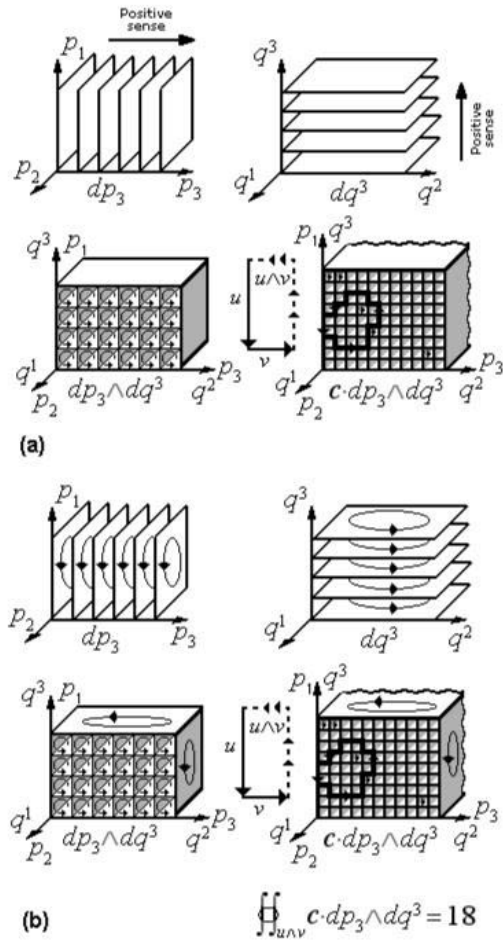 Positive sense
p₁
p₂ dp₃ p₃
q³
Positive sense
q¹ dq³ q²
q³ p₁
q¹ p₂ dp₃∧dq³ q² p₃
u u∧v v
p₁ q³
q¹ p₂ c·dp₃∧dq³ q² p₃
(a)
p₁
p₂ dp₃ p₃
q³
q¹ dq³ q²
q³ p₁
q¹ p₂ dp₃∧dq³ q² p₃
u u∧v v
p₁ q³
q¹ p₂ c·dp₃∧dq³ q² p₃
(b)
∯u∧v c·dp₃∧dq³ = 18